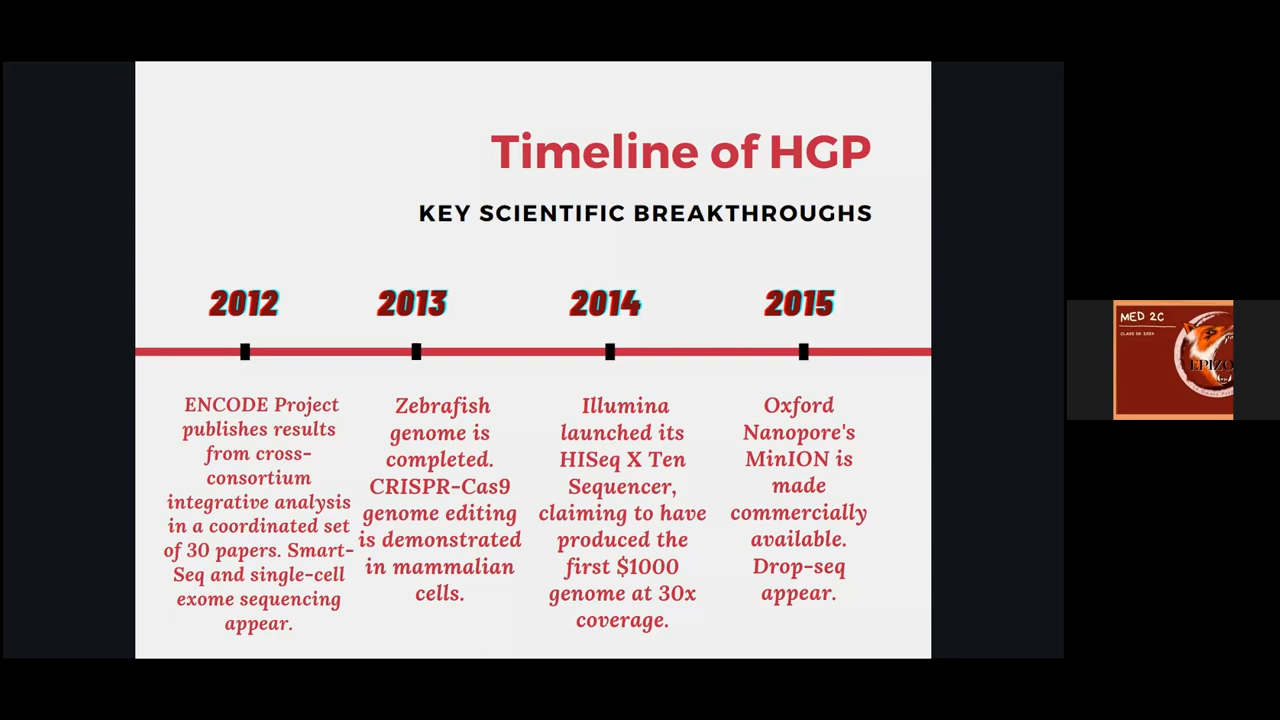 Timeline of HGP
KEY SCIENTIFIC BREAKTHROUGHS
2012
2013
2014
2015
ENCODE Project
publishes results
from cross-
consortium
integrative analysis
in a coordinated set
of 30 papers. Smart-
Seq and single-cell
exome sequencing
appear.
Zebrafish
genome is
completed.
CRISPR-Cas9
genome editing
is demonstrated
in mammalian
cells.
Illumina
launched its
HISeq X Ten
Sequencer,
claiming to have
produced the
first $1000
genome at 30x
coverage.
Oxford
Nanopore's
MinION is
made
commercially
available.
Drop-seq
appear.
MED 2C
EPIZO